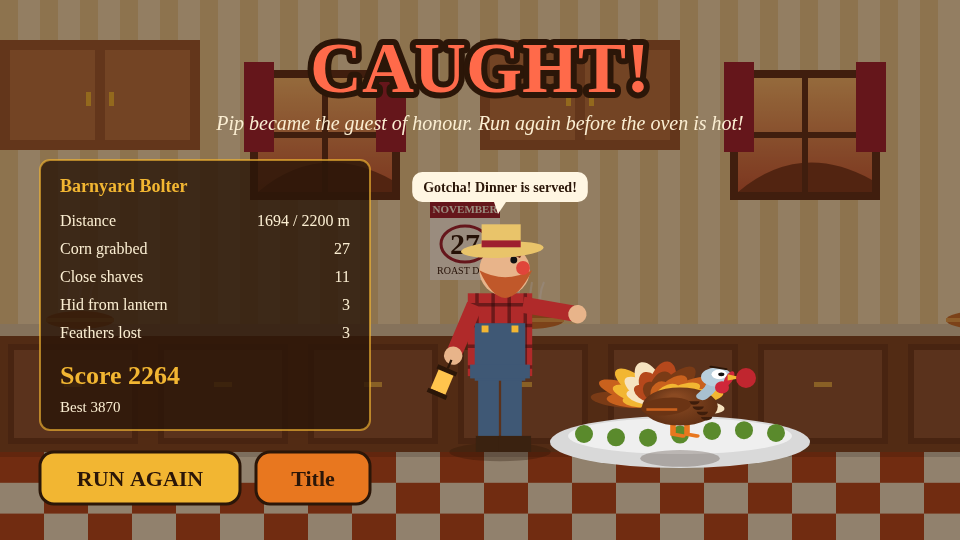 CAUGHT!
Pip became the guest of honour. Run again before the oven is hot!
Barnyard Bolter
Distance 1694 / 2200 m
Corn grabbed 27
Close shaves 11
Hid from lantern 3
Feathers lost 3
Score 2264
Best 3870
RUN AGAIN
Title
Gotcha! Dinner is served!
NOVEMBER
27
ROAST